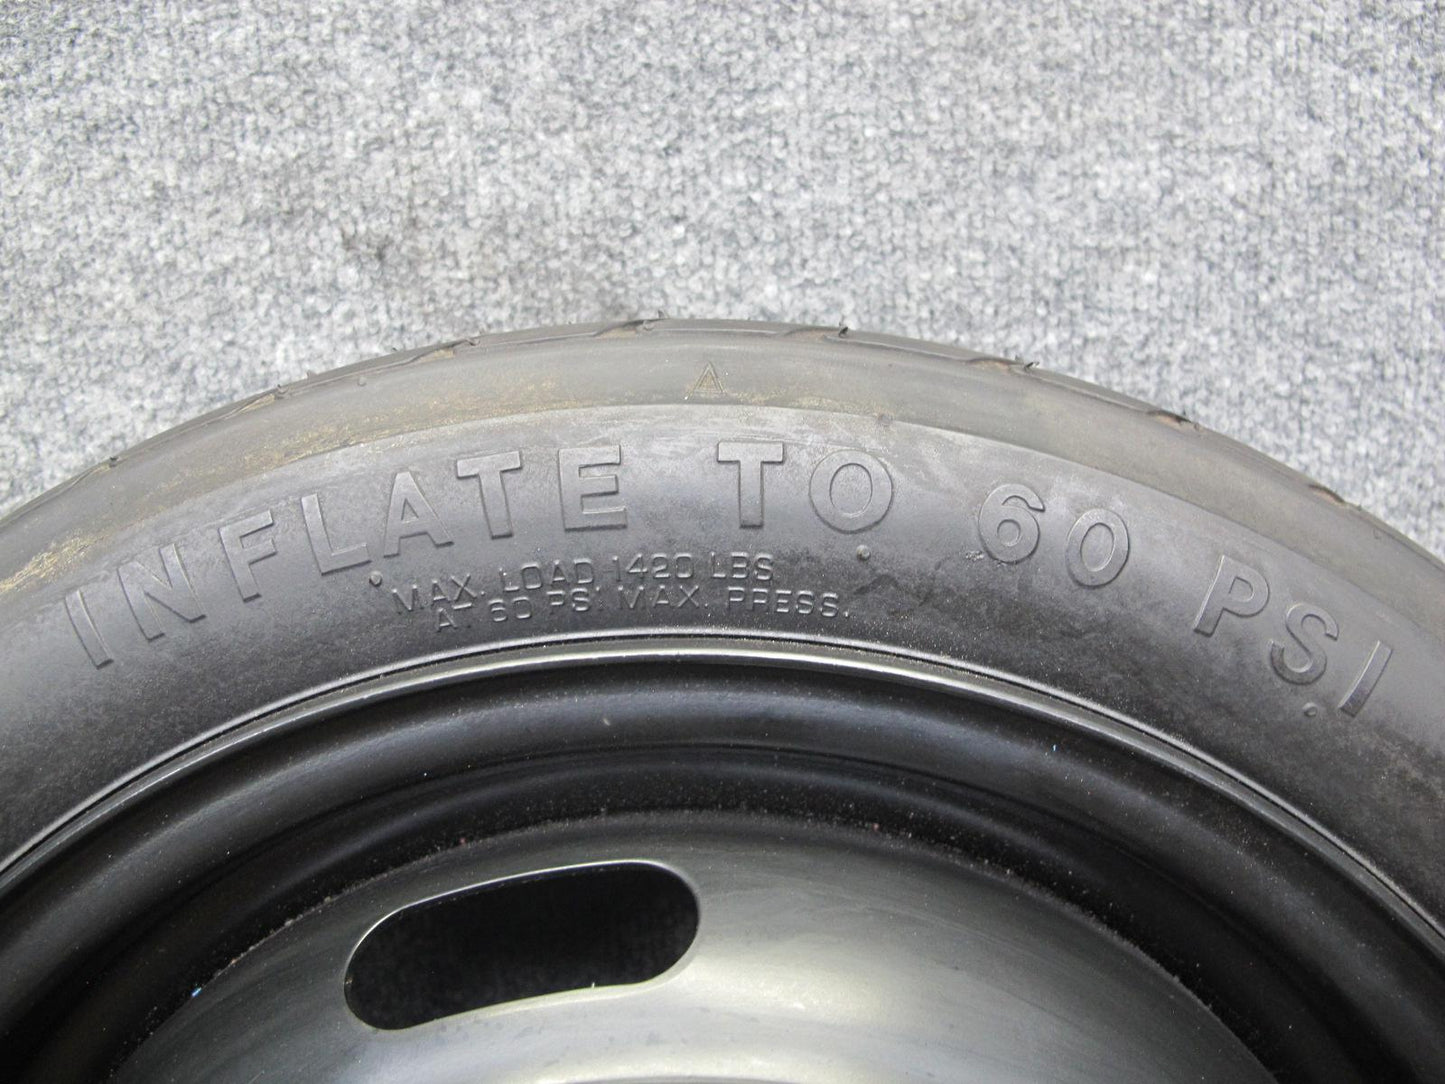 INFLATE TO 60 PSI
MAX. LOAD 1420 LBS
AT 60 PSI MAX. PRESS.